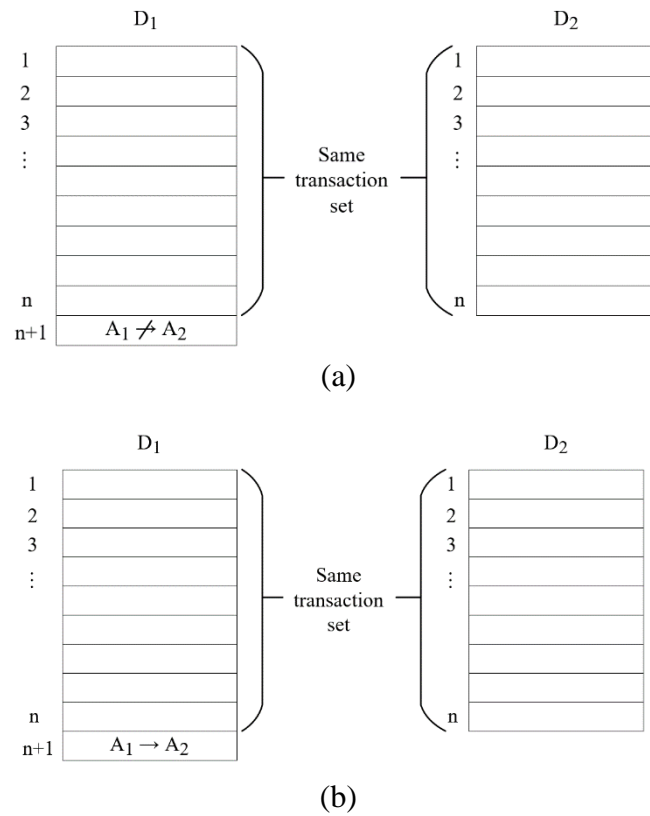 D₁ D₂
1 1
2 2
3 3
⋮ ⋮
Same
transaction
set
n n
n+1 A₁ ↛ A₂
(a)
D₁ D₂
1 1
2 2
3 3
⋮ ⋮
Same
transaction
set
n n
n+1 A₁ → A₂
(b)